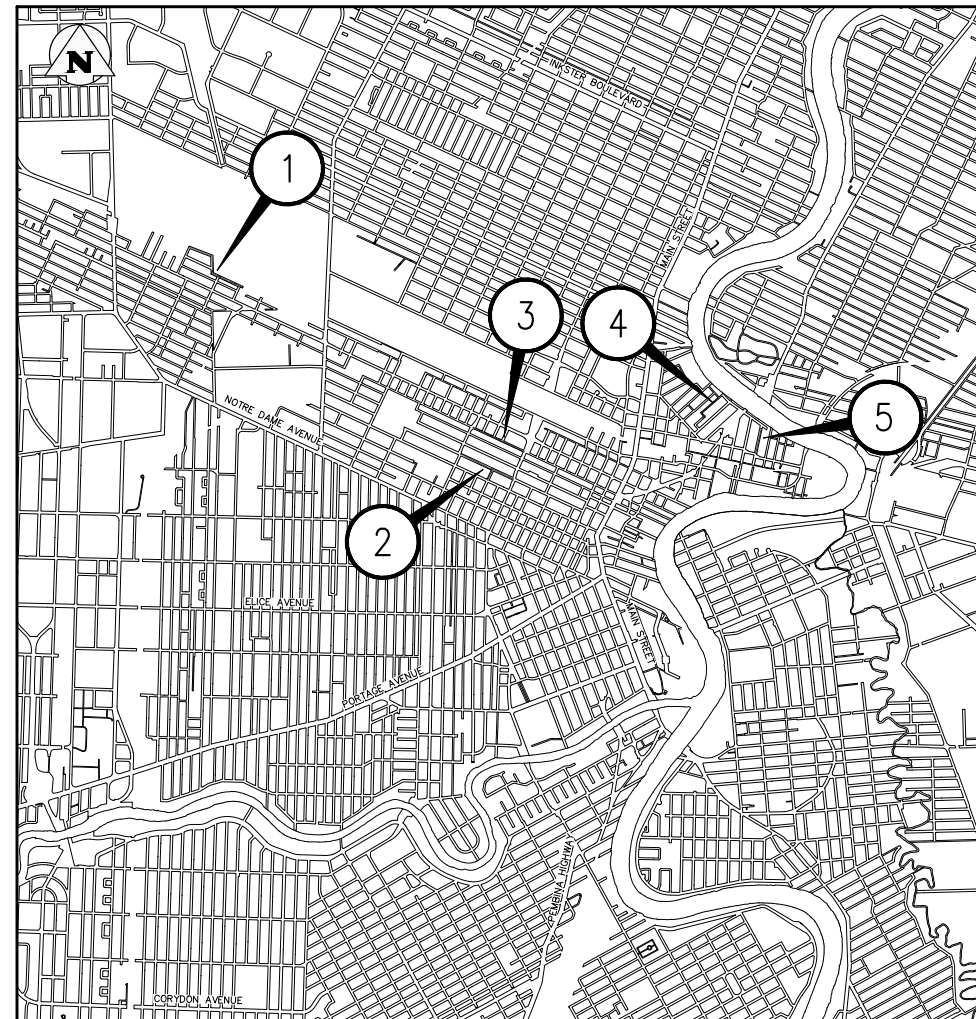 N
INKSTER BOULEVARD
1
MAIN STREET
3
4
5
NOTRE DAME AVENUE
2
ELICE AVENUE
MAIN STREET
PORTAGE AVENUE
PEMBINA HIGHWA
CORYDON AVENUE